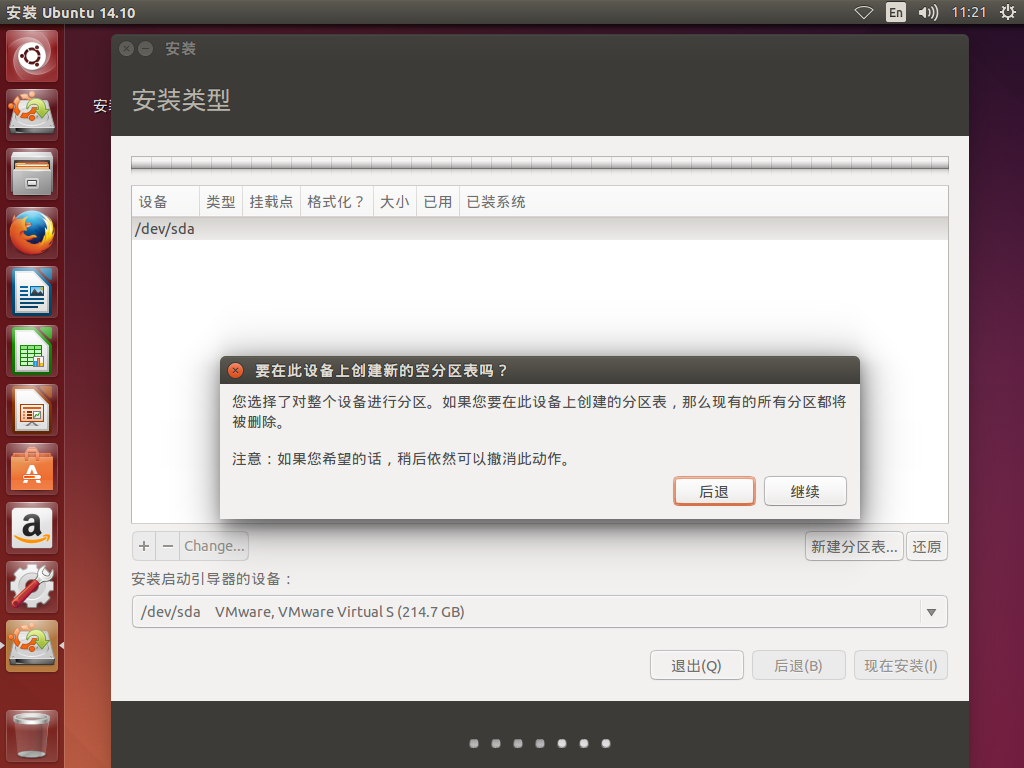 安装 Ubuntu 14.10
En
11:21
安装
安装
安装类型
设备 类型 挂载点 格式化？ 大小 已用 已装系统
/dev/sda
要在此设备上创建新的空分区表吗？
您选择了对整个设备进行分区。如果您要在此设备上创建的分区表，那么现有的所有分区都将
被删除。
注意：如果您希望的话，稍后依然可以撤消此动作。
后退 继续
+ − Change... 新建分区表... 还原
安装启动引导器的设备：
/dev/sda VMware, VMware Virtual S (214.7 GB)
退出(Q) 后退(B) 现在安装(I)